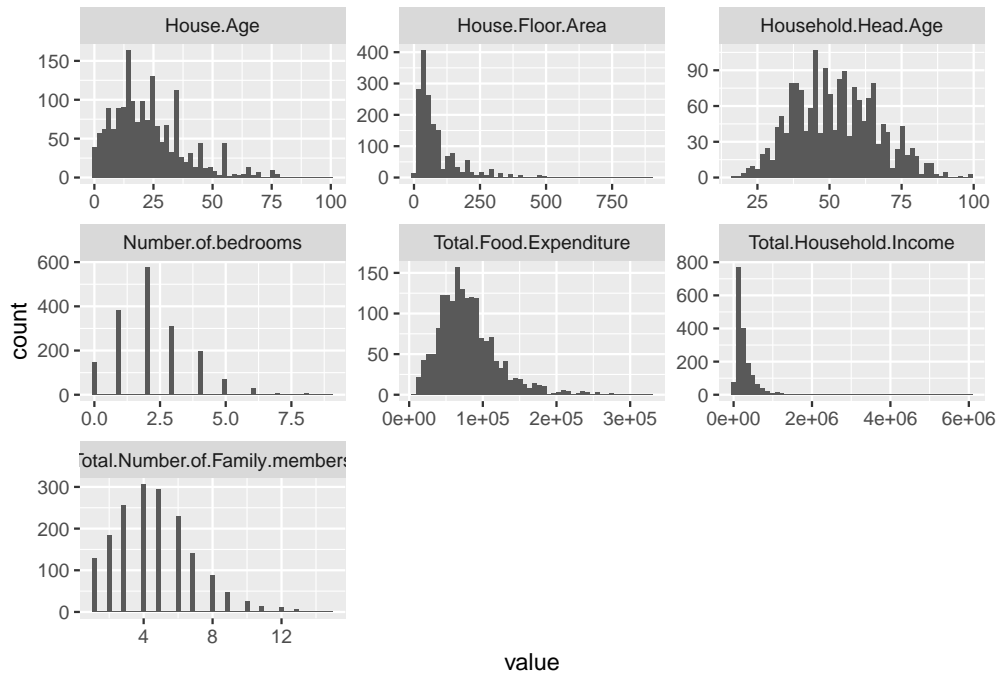 House.Age
House.Floor.Area
Household.Head.Age
150
100
50
0
0
25
50
75
100
400
300
200
100
0
0
250
500
750
90
60
30
0
25
50
75
100
Number.of.bedrooms
Total.Food.Expenditure
Total.Household.Income
600
400
200
0
0.0
2.5
5.0
7.5
150
100
50
0
0e+00
1e+05
2e+05
3e+05
800
600
400
200
0
0e+00
2e+06
4e+06
6e+06
Total.Number.of.Family.members
300
200
100
0
4
8
12
count
value